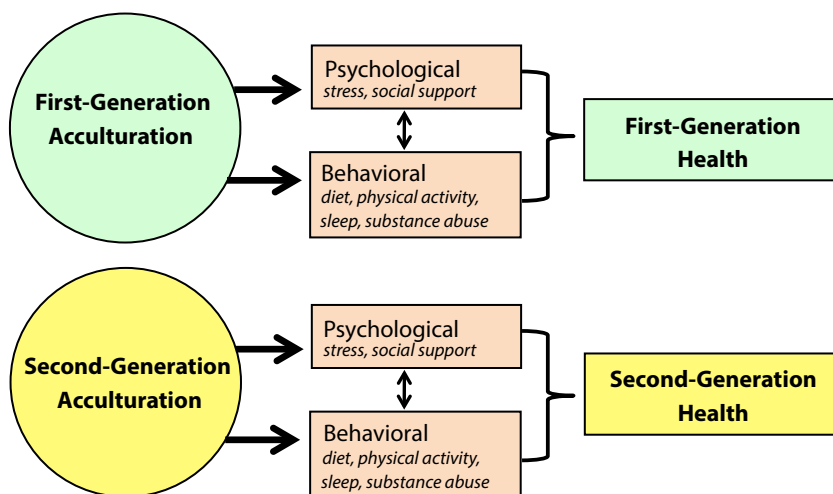 First-Generation
Acculturation
Psychological
stress, social support
Behavioral
diet, physical activity,
sleep, substance abuse
First-Generation
Health
Second-Generation
Acculturation
Psychological
stress, social support
Behavioral
diet, physical activity,
sleep, substance abuse
Second-Generation
Health